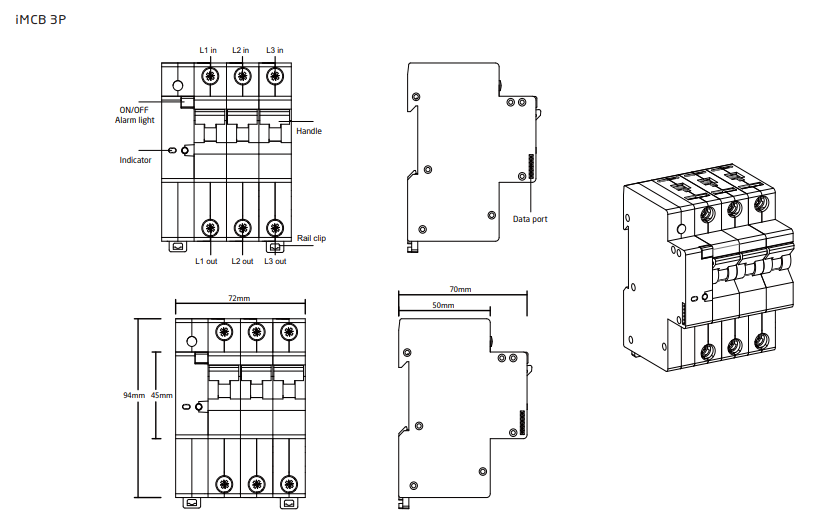 iMCB 3P
L1 in L2 in L3 in
ON/OFF
Alarm light
Handle
Indicator
Data port
Rail clip
L1 out L2 out L3 out
72mm
70mm
50mm
94mm 45mm